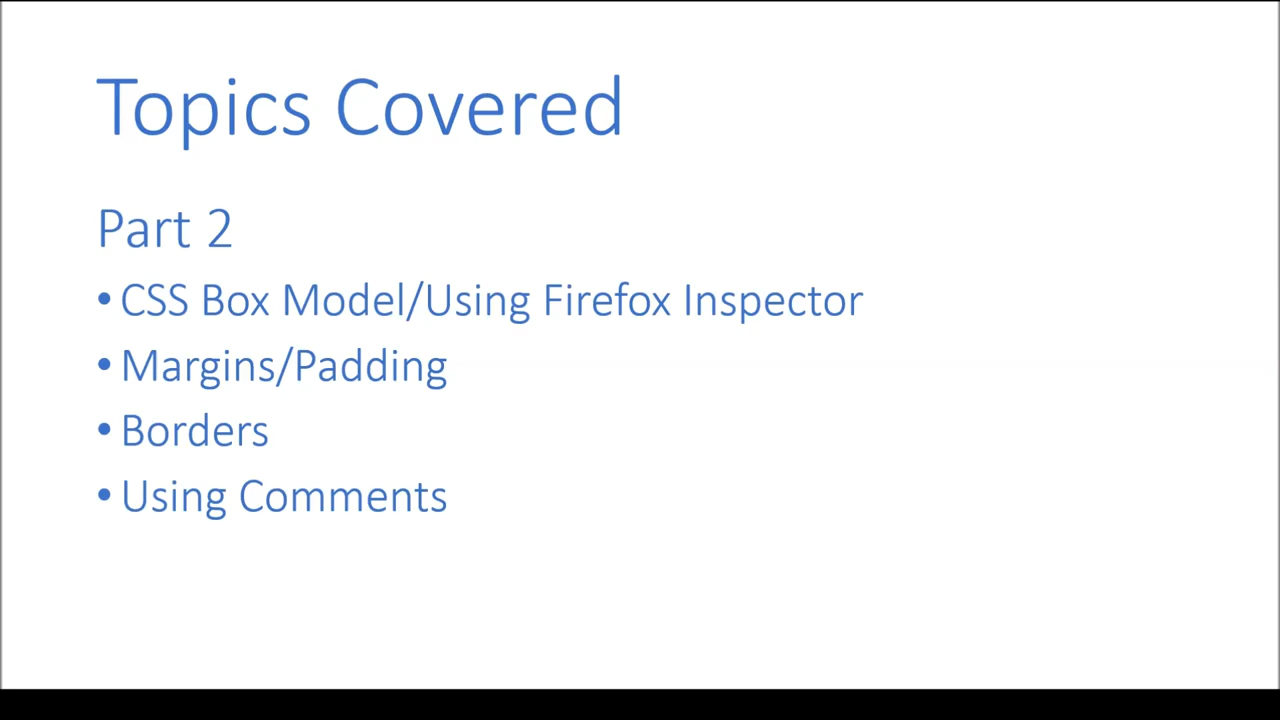 Topics Covered
Part 2
• CSS Box Model/Using Firefox Inspector
• Margins/Padding
• Borders
• Using Comments